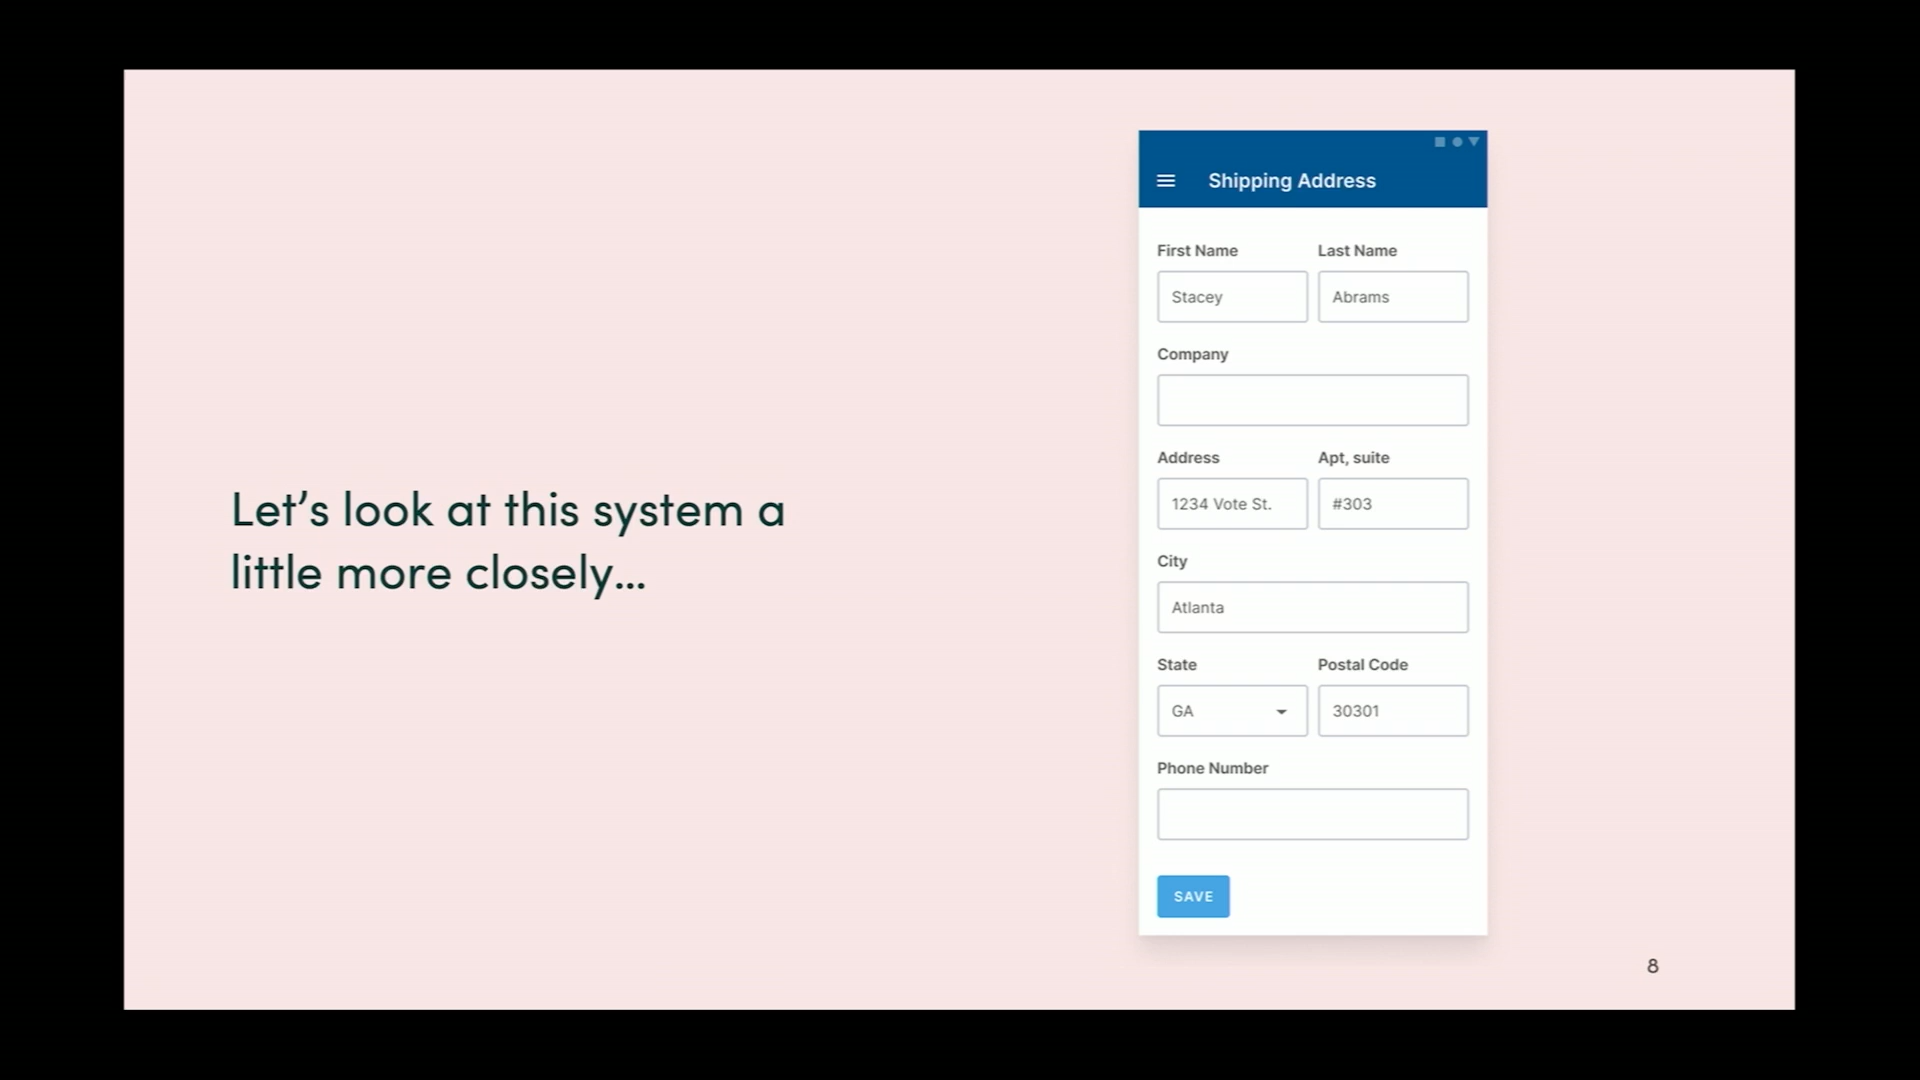 Let's look at this system a
little more closely...
Shipping Address
First Name Last Name
Stacey Abrams
Company
Address Apt, suite
1234 Vote St. #303
City
Atlanta
State Postal Code
GA 30301
Phone Number
SAVE
8